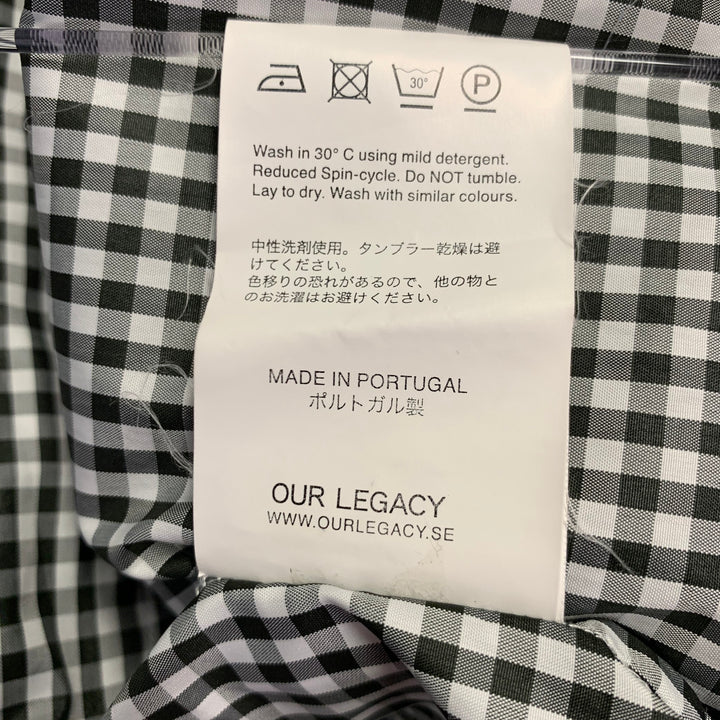 30°
P
Wash in 30° C using mild detergent.
Reduced Spin-cycle. Do NOT tumble.
Lay to dry. Wash with similar colours.
中性洗剤使用。タンブラー乾燥は避
けてください。
色移りの恐れがあるので、他の物と
のお洗濯はお避けください。
MADE IN PORTUGAL
ポルトガル製
OUR LEGACY
WWW.OURLEGACY.SE